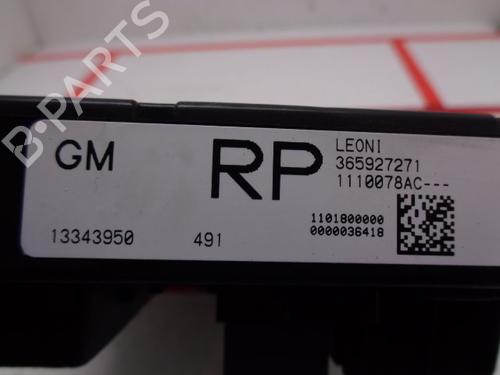 B-PARTS
GM
RP
LEONI
365927271
1110078AC---
1101800000
0000036418
13343950
491